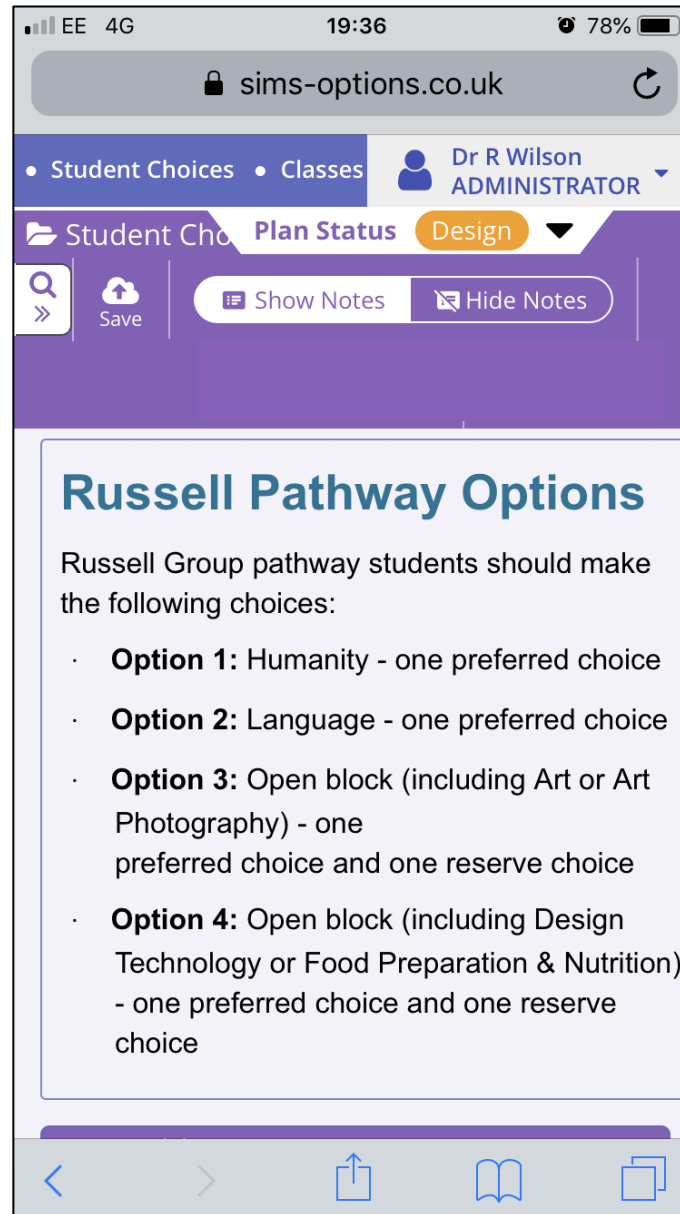 EE 4G 19:36 78%
sims-options.co.uk
• Student Choices • Classes
Dr R Wilson
ADMINISTRATOR
Student Cho Plan Status Design
Save
Show Notes Hide Notes
Russell Pathway Options
Russell Group pathway students should make
the following choices:
· Option 1: Humanity - one preferred choice
· Option 2: Language - one preferred choice
· Option 3: Open block (including Art or Art
Photography) - one
preferred choice and one reserve choice
· Option 4: Open block (including Design
Technology or Food Preparation & Nutrition)
- one preferred choice and one reserve
choice